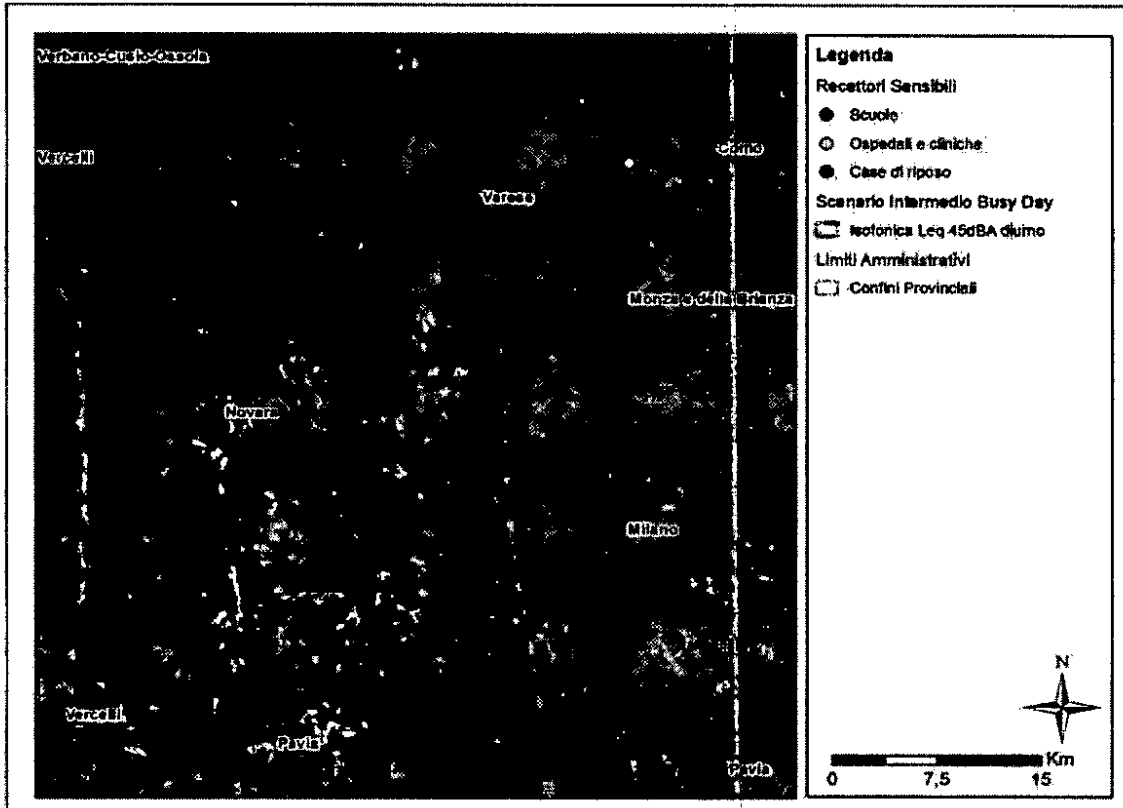 Verbano-Cusio-Ossola
Vercelli
Como
Varese
Monza e della Brianza
Novara
Milano
Vercelli
Pavia
Pavia
Legenda
Recettori Sensibili
Scuole
Ospedali e cliniche
Case di riposo
Scenario Intermedio Busy Day
Isofonica Leq 45dBA diurno
Limiti Amministrativi
Confini Provinciali
N
Km
0 7,5 15